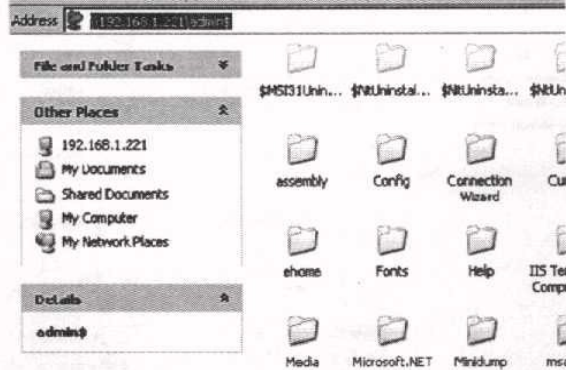 Address \\192.168.1.221\admin$
File and Folder Tasks
Other Places
192.168.1.221
My Documents
Shared Documents
My Computer
My Network Places
Details
admin$
$MSI31Unin... $NtUninstal... $NtUninsta... $NtUn
assembly Config Connection Wizard Cu
ehome Fonts Help IIS Te
Compu
Media Microsoft.NET Minidump msa